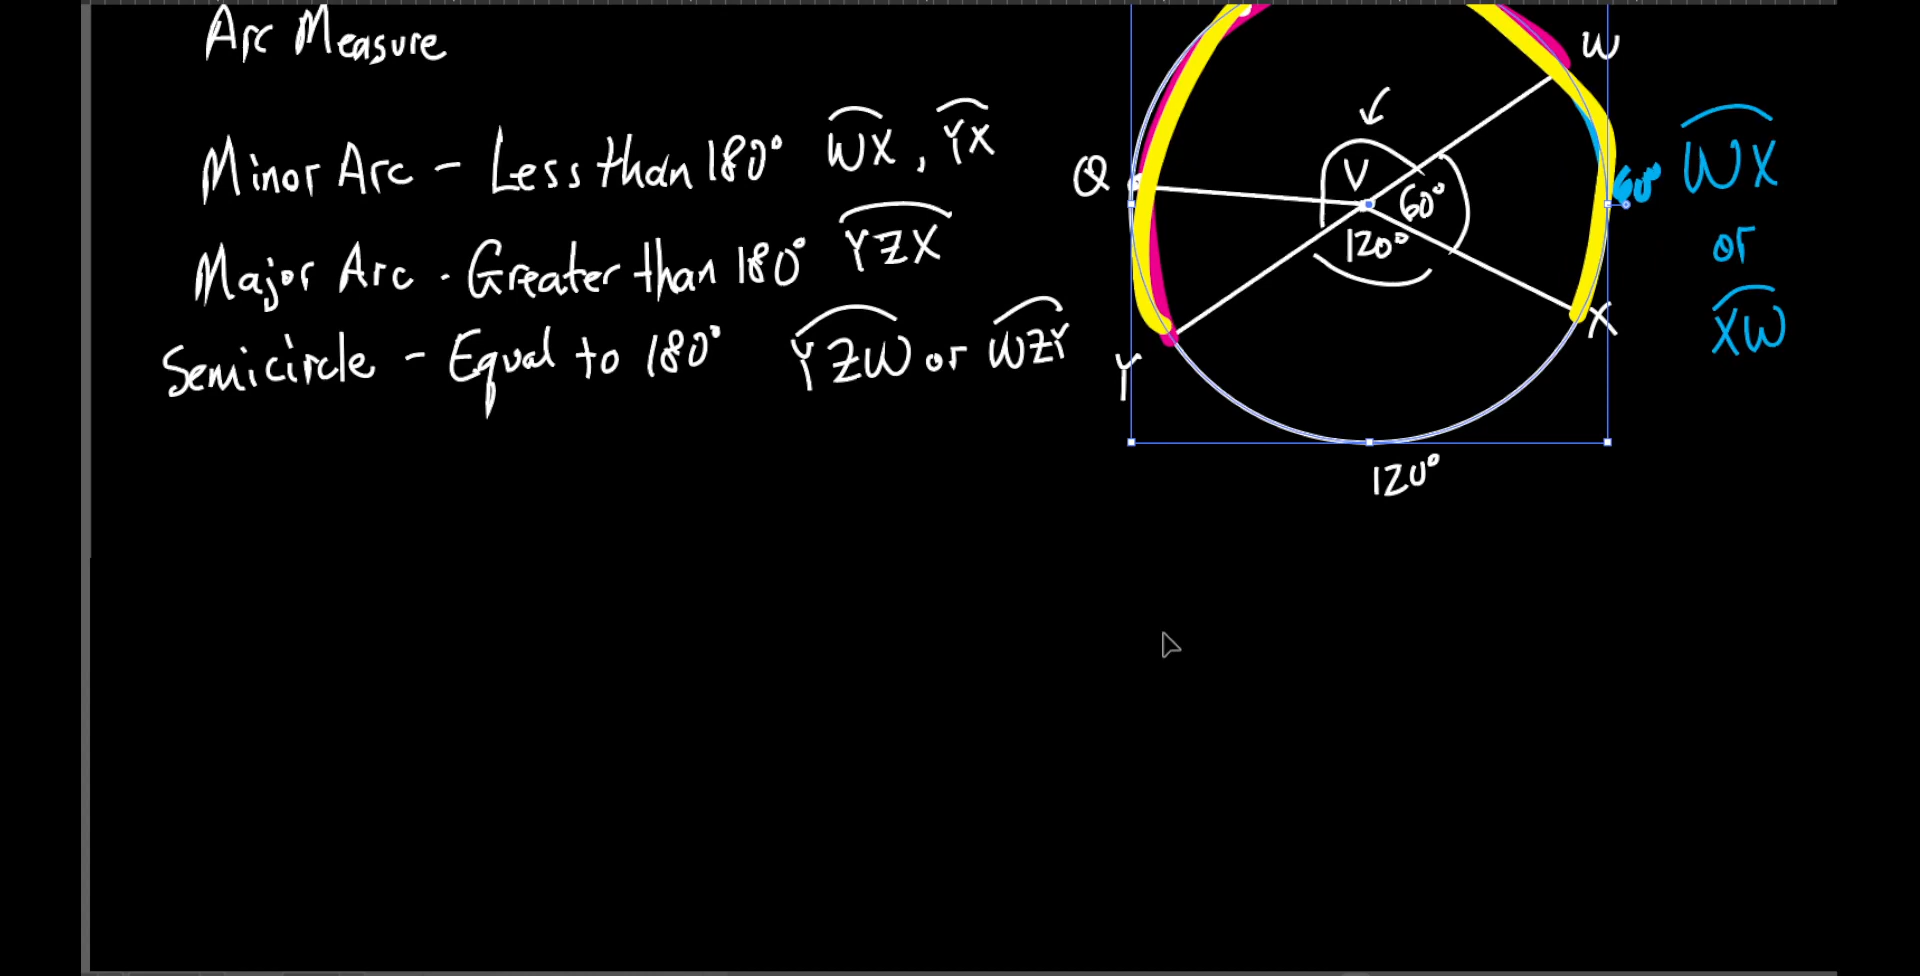 Arc Measure
Minor Arc - Less than 180° WX, YX
Major Arc - Greater than 180° YZX
Semicircle - Equal to 180° YZW or WZY
W
Q
V
60°
120°
X
Y
120°
60°
WX
or
XW